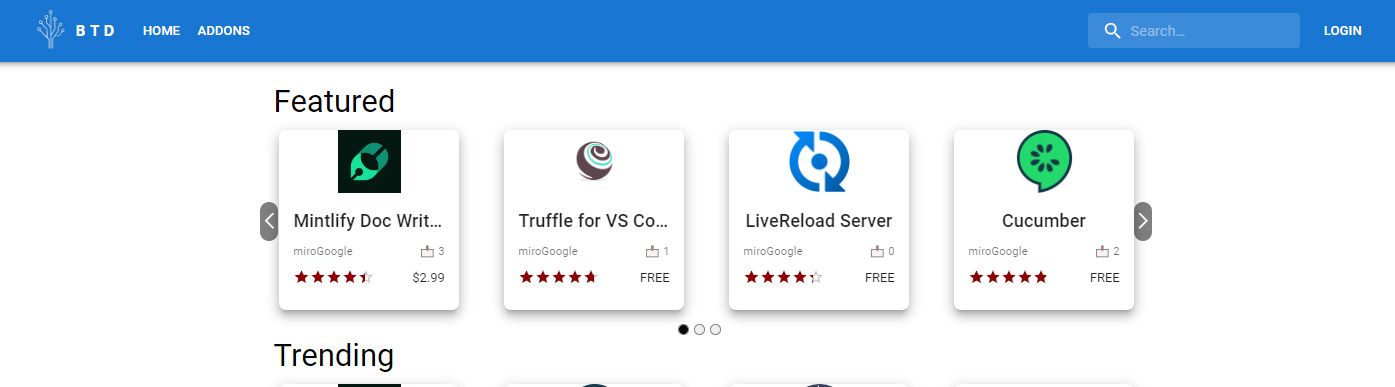 BTD HOME ADDONS Search... LOGIN
Featured
Mintlify Doc Writ... Truffle for VS Co... LiveReload Server Cucumber
miroGoogle 3 miroGoogle 1 miroGoogle 0 miroGoogle 2
$2.99 FREE FREE FREE
Trending